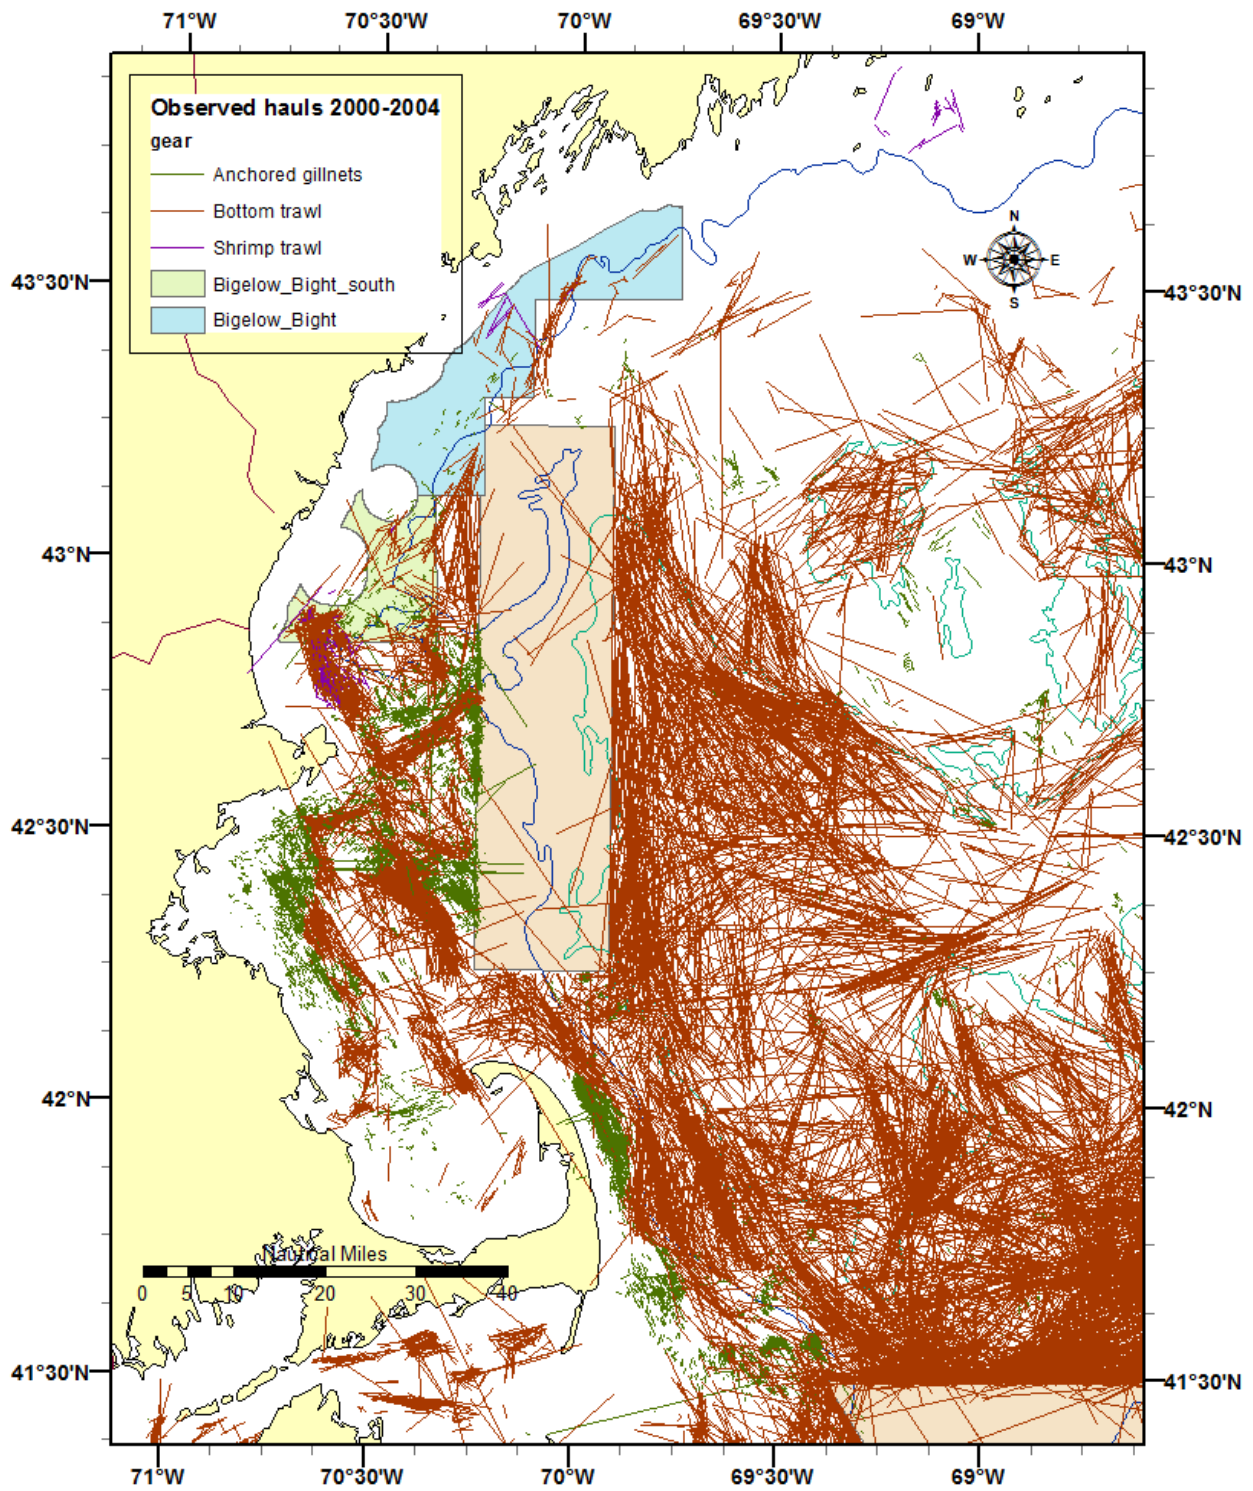 71°W 70°30'W 70°W 69°30'W 69°W
Observed hauls 2000-2004
gear
Anchored gillnets
Bottom trawl
Shrimp trawl
Bigelow_Bight_south
Bigelow_Bight
N
W E
S
43°30'N 43°30'N
43°N 43°N
42°30'N 42°30'N
42°N 42°N
Nautical Miles
0 5 10 20 30 40
41°30'N 41°30'N
71°W 70°30'W 70°W 69°30'W 69°W